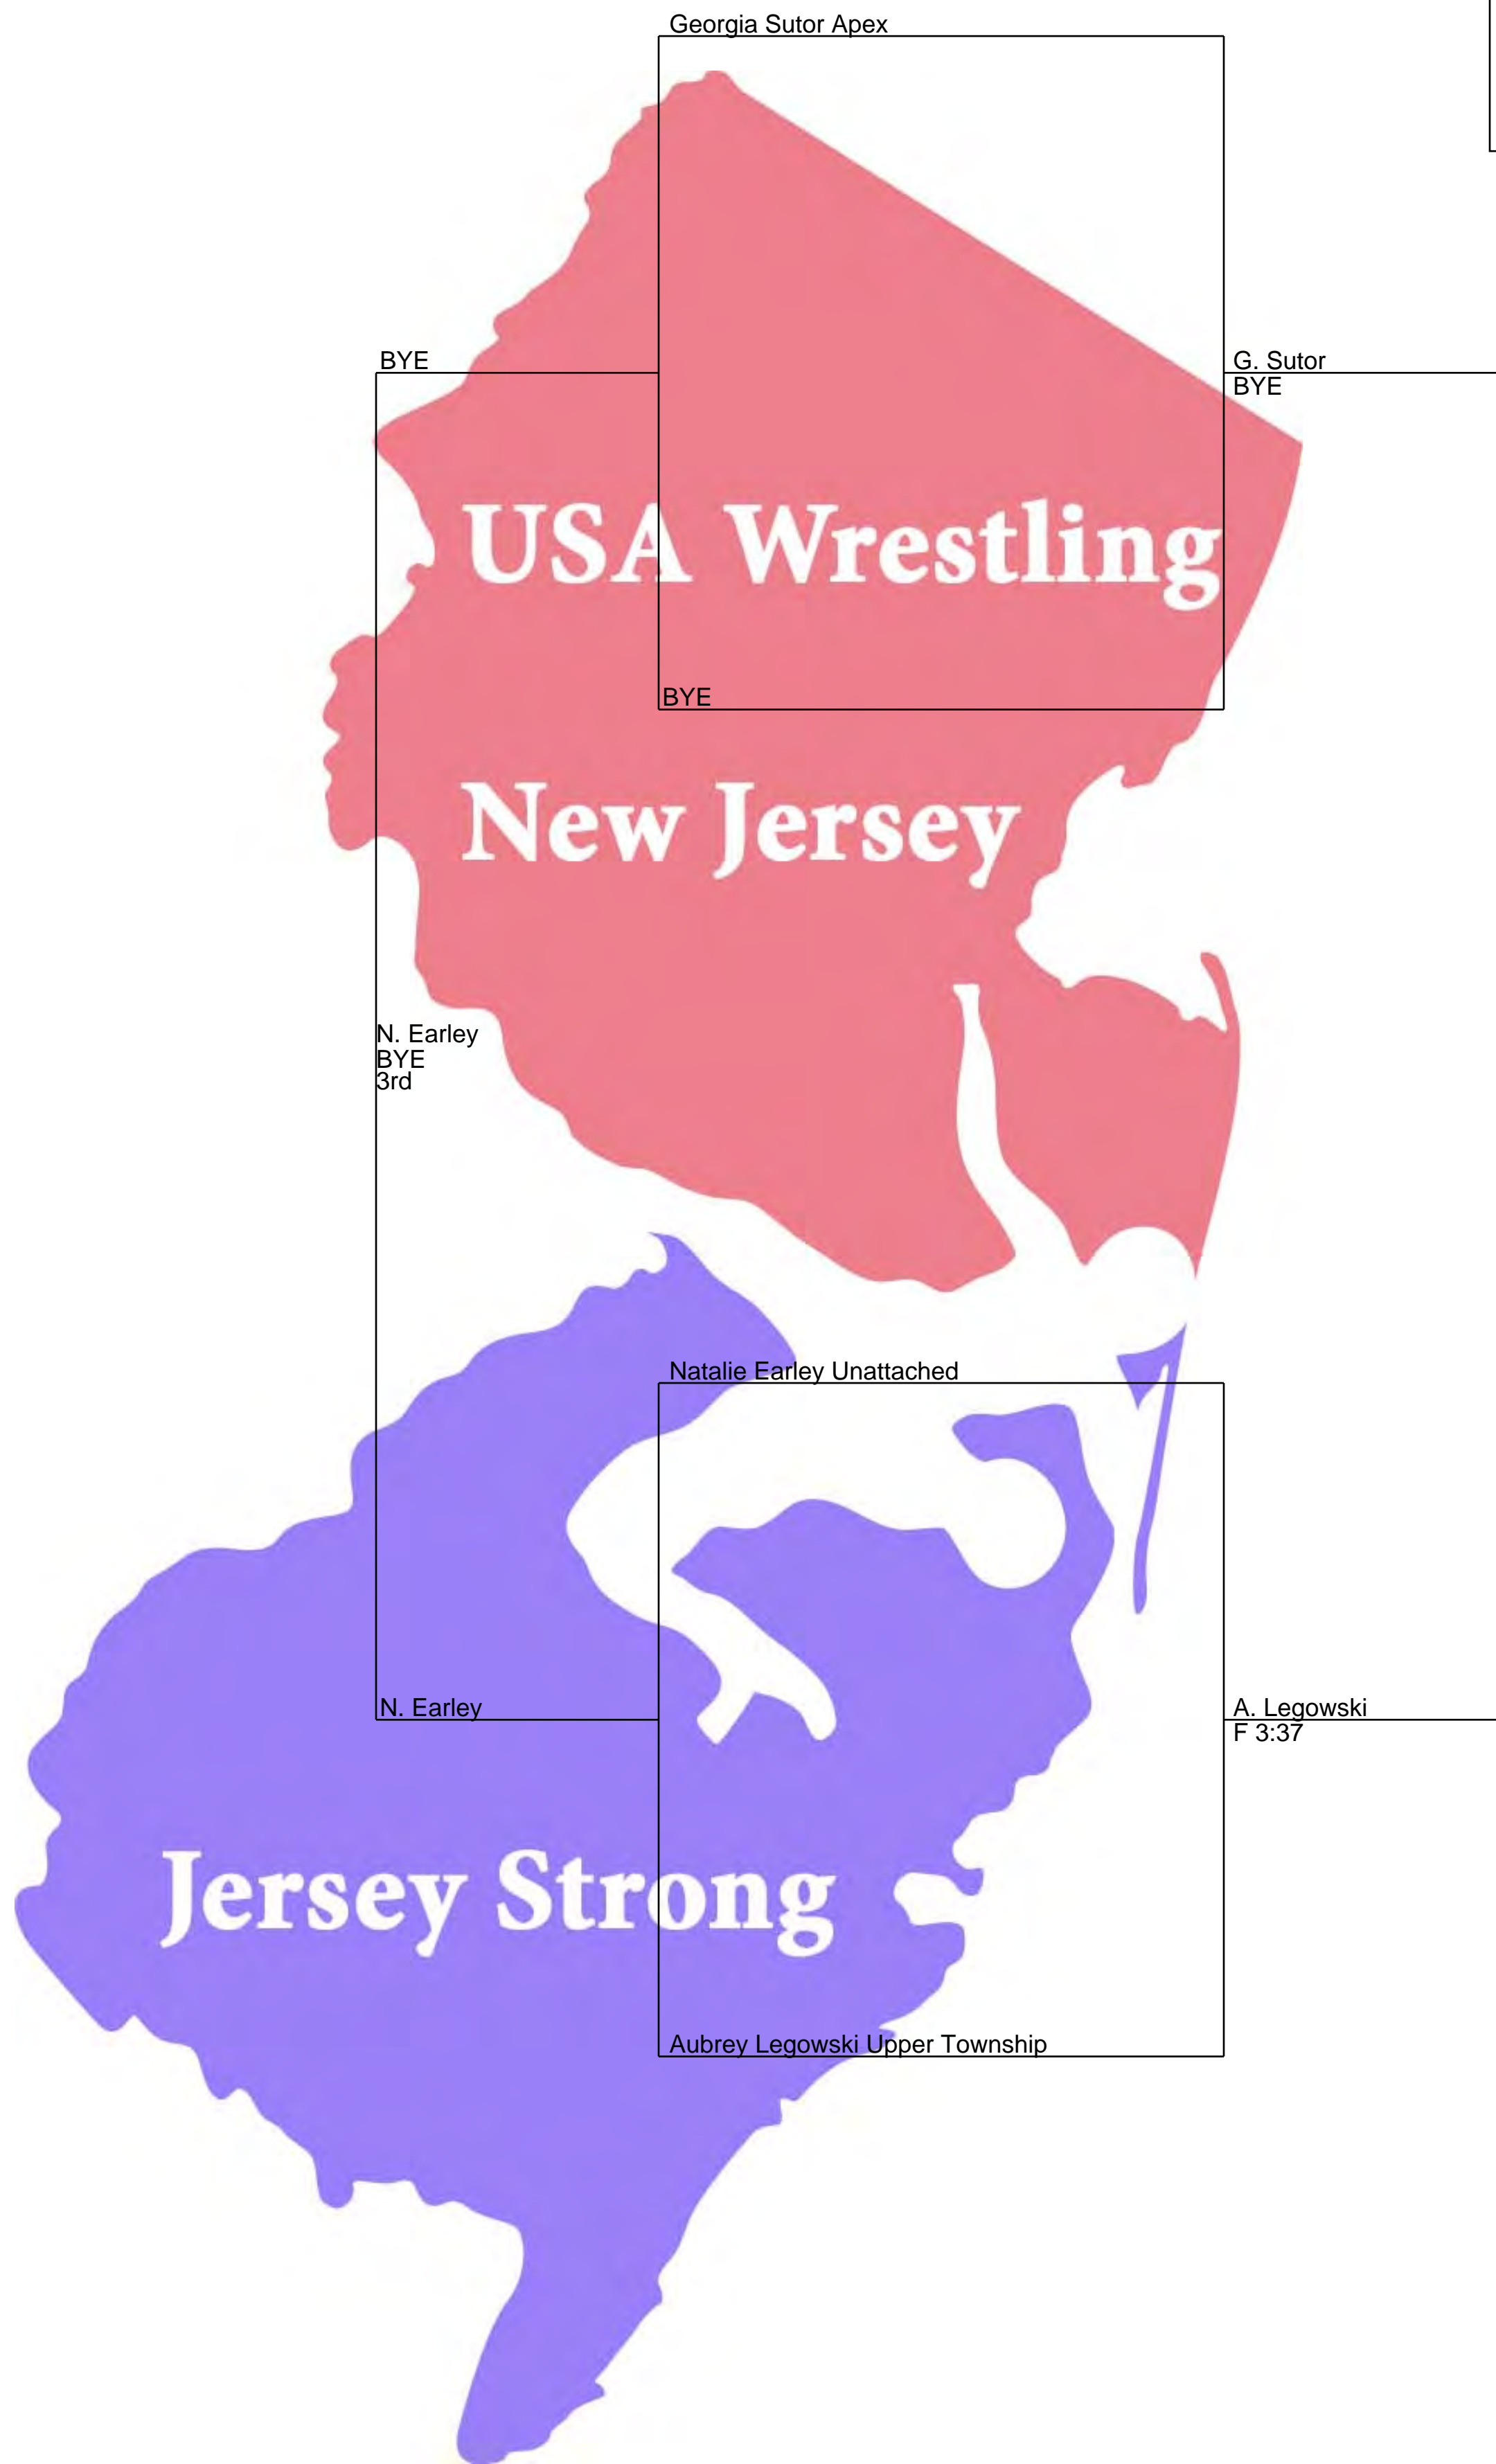 Georgia Sutor Apex
BYE
G. Sutor
BYE
USA Wrestling
BYE
New Jersey
N. Earley
BYE
3rd
Natalie Earley Unattached
N. Earley
A. Legowski
F 3:37
Jersey Strong
Aubrey Legowski Upper Township